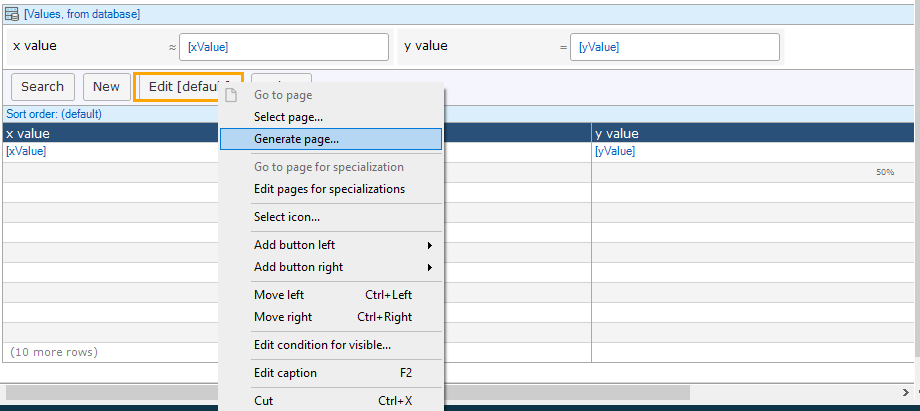 [Values, from database]
x value ≈ [xValue] y value = [yValue]
Search New Edit [default]
Sort order: (default)
x value y value
[xValue] [yValue]
50%
(10 more rows)
Go to page
Select page...
Generate page...
Go to page for specialization
Edit pages for specializations
Select icon...
Add button left
Add button right
Move left Ctrl+Left
Move right Ctrl+Right
Edit condition for visible...
Edit caption F2
Cut Ctrl+X